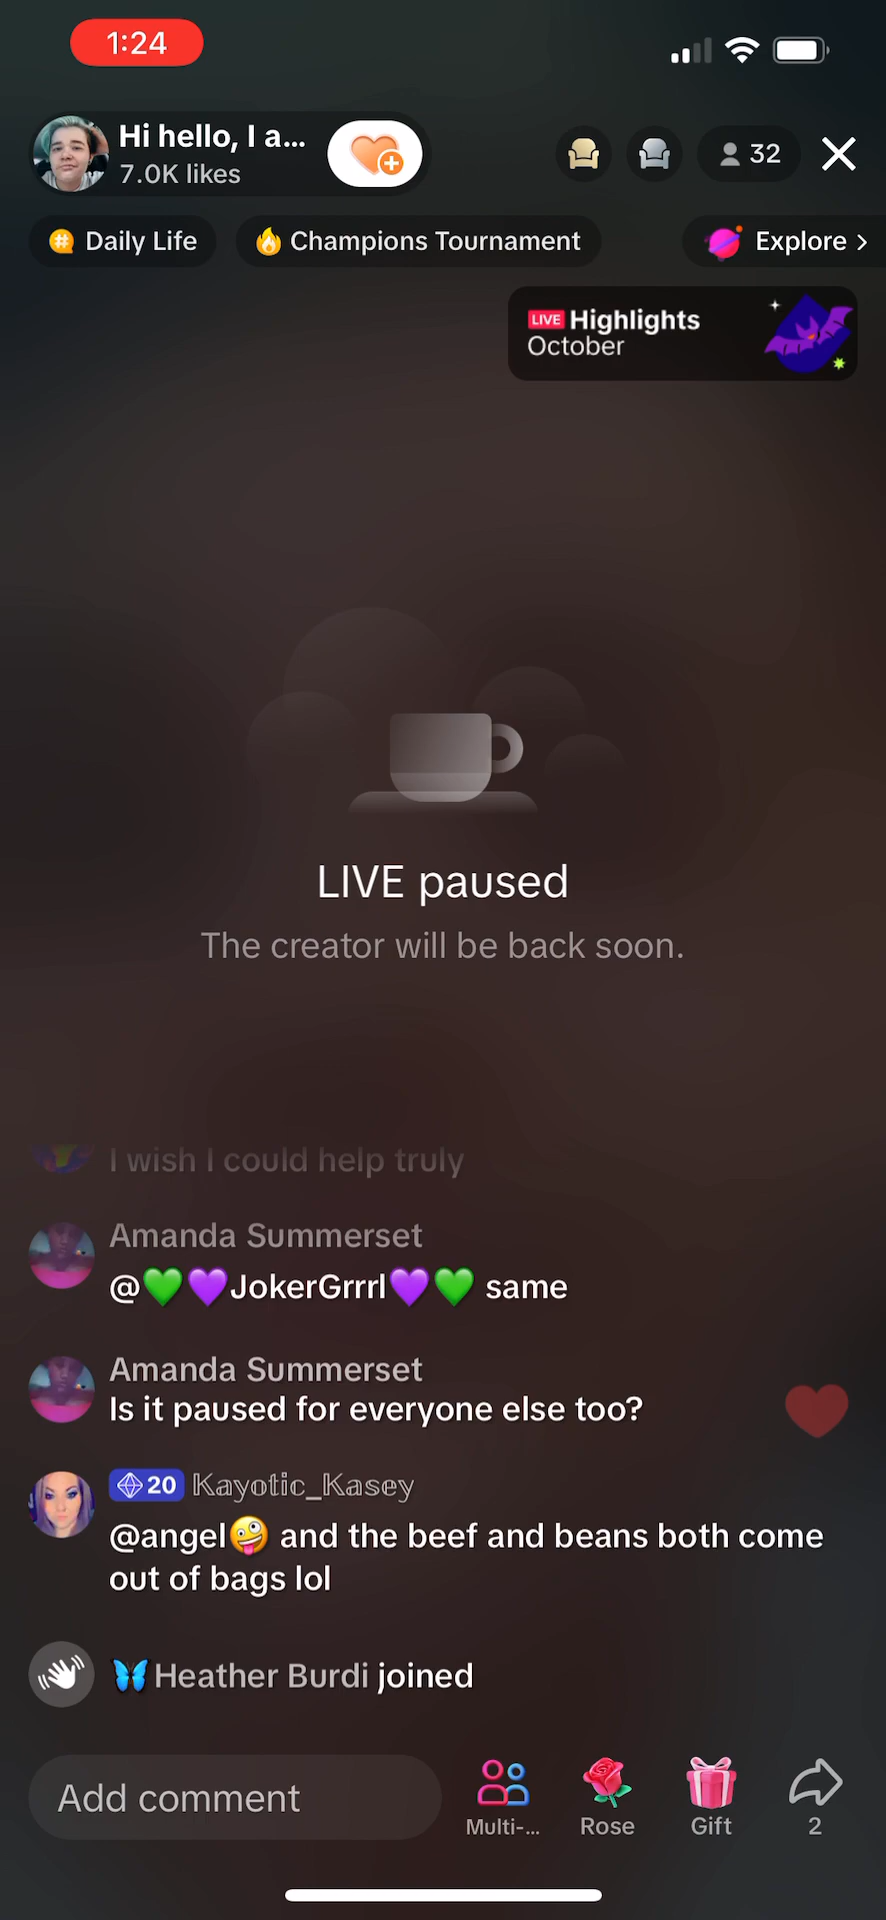 1:24
Hi hello, I a...
7.0K likes
32
Daily Life
Champions Tournament
Explore >
LIVE Highlights
October
LIVE paused
The creator will be back soon.
I wish I could help truly
Amanda Summerset
@💚💜JokerGrrrl💜💚 same
Amanda Summerset
Is it paused for everyone else too?
20 𝕂𝕒𝕪𝕠𝕥𝕚𝕔_𝕂𝕒𝕤𝕖𝕪
@angel🤪 and the beef and beans both come
out of bags lol
🦋Heather Burdi joined
Add comment
Multi-...
Rose
Gift
2